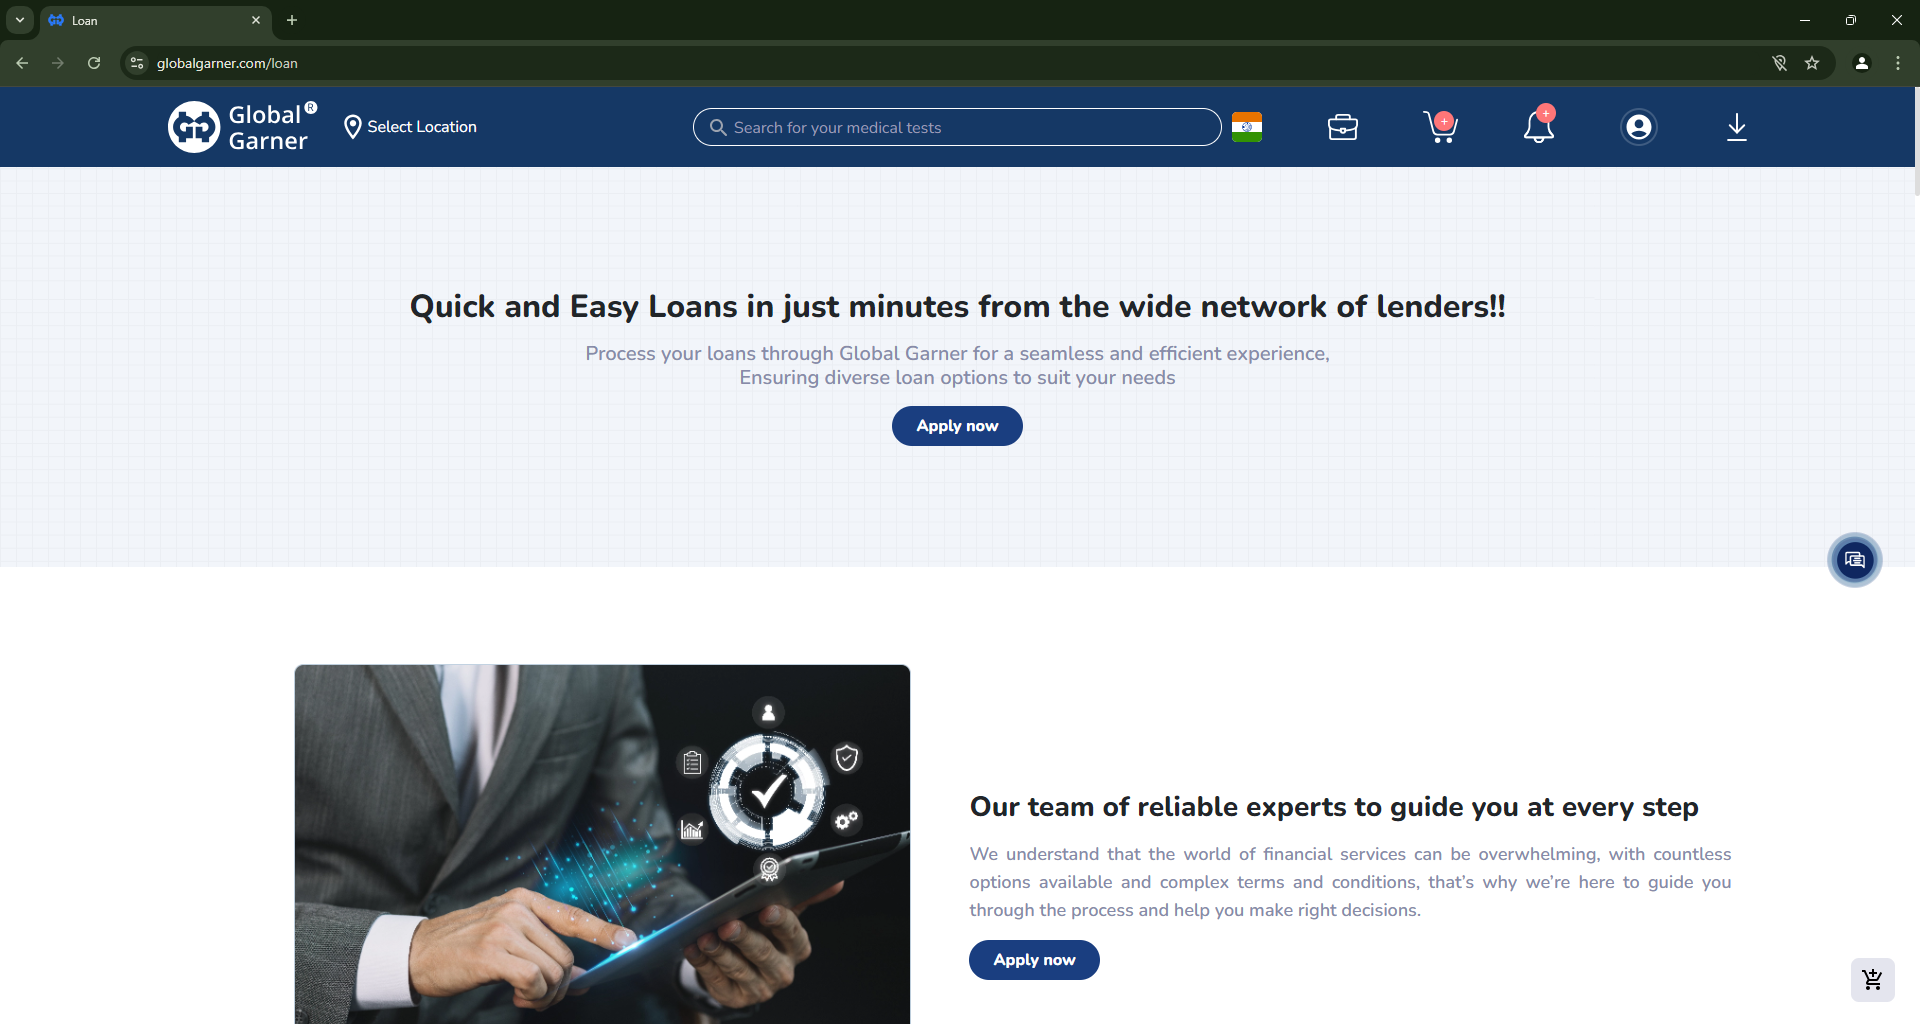 Loan
globalgarner.com/loan
Global ®
Garner
Select Location
Search for your medical tests
+
+
Quick and Easy Loans in just minutes from the wide network of lenders!!
Process your loans through Global Garner for a seamless and efficient experience,
Ensuring diverse loan options to suit your needs
Apply now
Our team of reliable experts to guide you at every step
We understand that the world of financial services can be overwhelming, with countless
options available and complex terms and conditions, that’s why we’re here to guide you
through the process and help you make right decisions.
Apply now